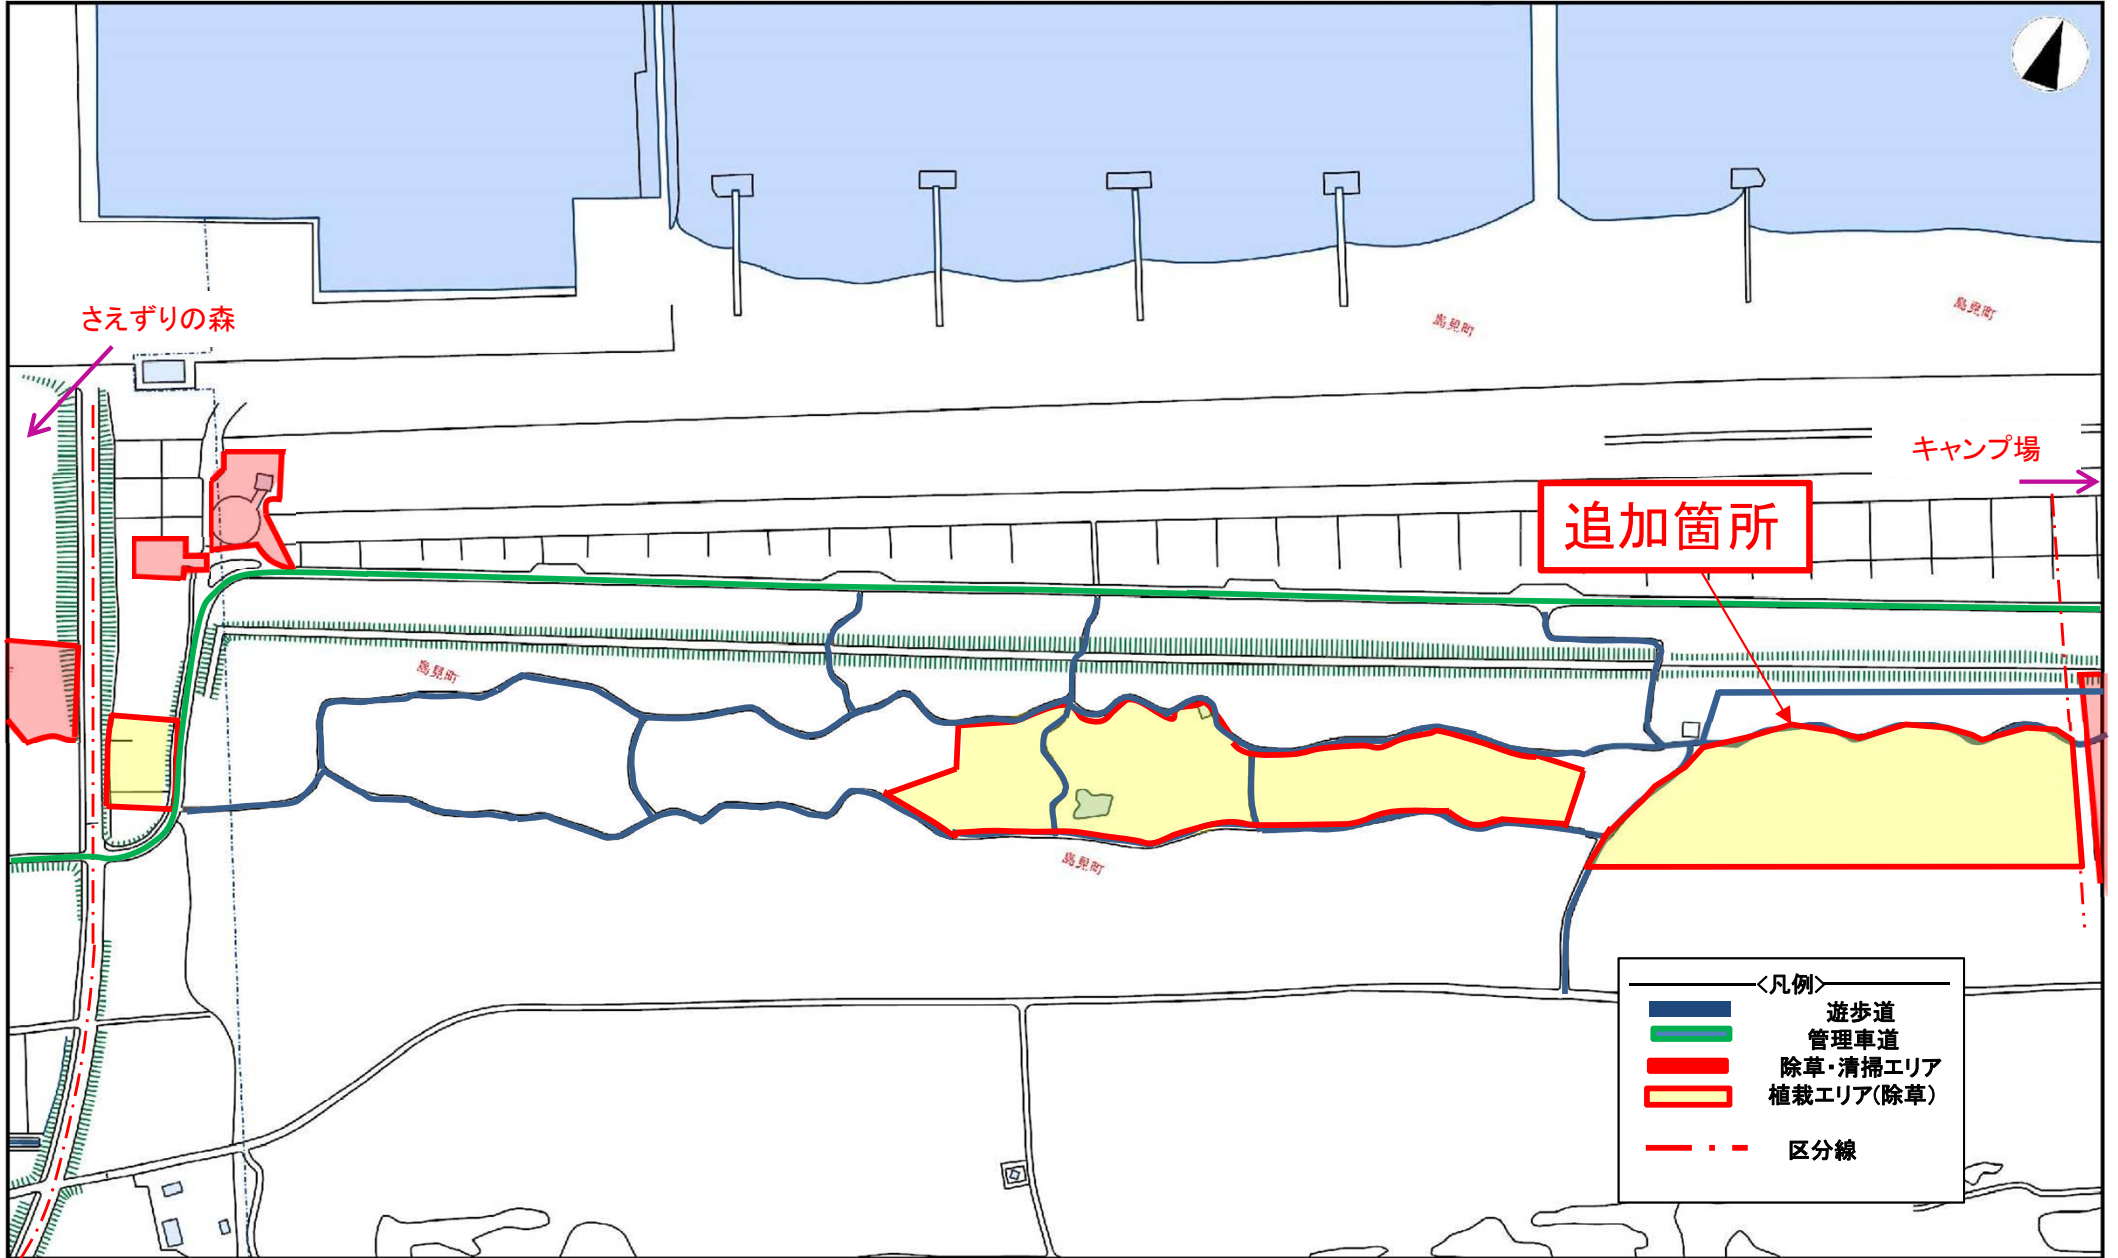 さえずりの森
島見町
島見町
キャンプ場
追加箇所
島見町
島見町
<凡例>
遊歩道
管理車道
除草・清掃エリア
植栽エリア(除草)
区分線